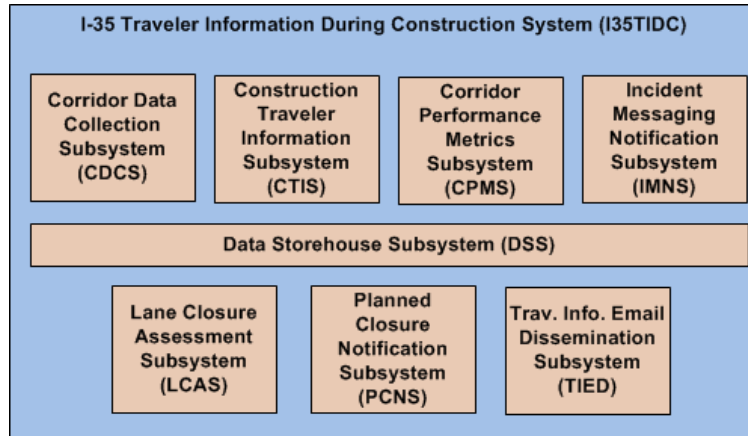 I-35 Traveler Information During Construction System (I35TIDC)
Corridor Data
Collection
Subsystem
(CDCS)
Construction
Traveler
Information
Subsystem
(CTIS)
Corridor
Performance
Metrics
Subsystem
(CPMS)
Incident
Messaging
Notification
Subsystem
(IMNS)
Data Storehouse Subsystem (DSS)
Lane Closure
Assessment
Subsystem
(LCAS)
Planned
Closure
Notification
Subsystem
(PCNS)
Trav. Info. Email
Dissemination
Subsystem
(TIED)